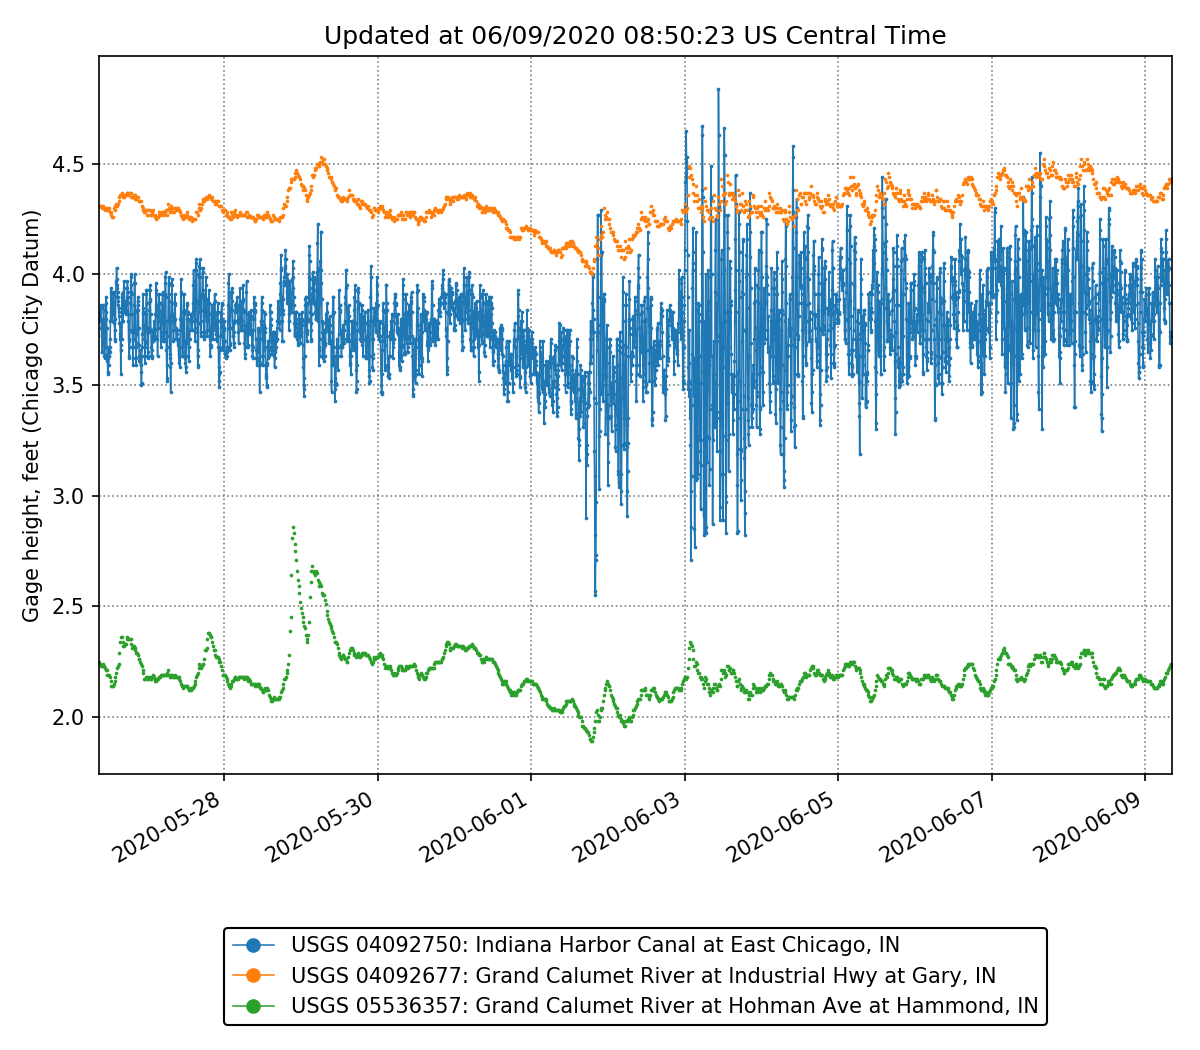 Updated at 06/09/2020 08:50:23 US Central Time
Gage height, feet (Chicago City Datum)
4.5
4.0
3.5
3.0
2.5
2.0
2020-05-28
2020-05-30
2020-06-01
2020-06-03
2020-06-05
2020-06-07
2020-06-09
USGS 04092750: Indiana Harbor Canal at East Chicago, IN
USGS 04092677: Grand Calumet River at Industrial Hwy at Gary, IN
USGS 05536357: Grand Calumet River at Hohman Ave at Hammond, IN